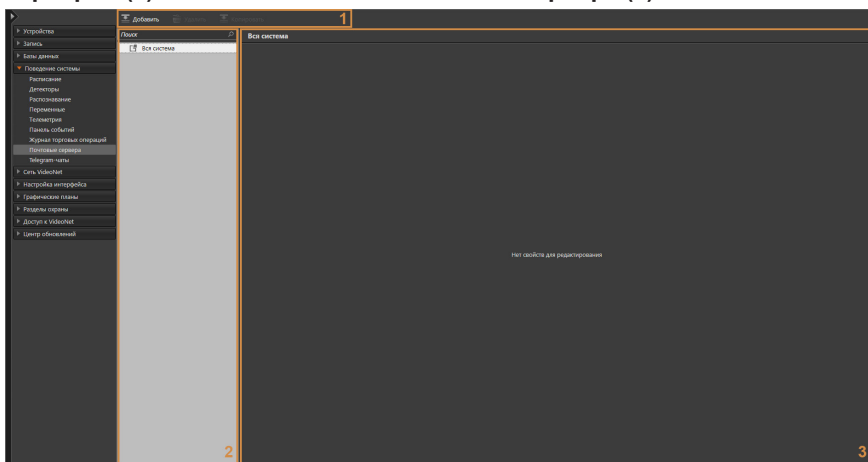 Добавить
1
Устройства
Запись
Базы данных
Поведение системы
Расписание
Детекторы
Распознавание
Переменные
Телеметрия
Панель событий
Журнал торговых операций
Почтовые сервера
Telegram-чаты
Сеть VideoNet
Настройка интерфейса
Графические планы
Разделы охраны
Доступ к VideoNet
Центр обновлений
Поиск
Вся система
2
Вся система
Нет свойств для редактирования
3